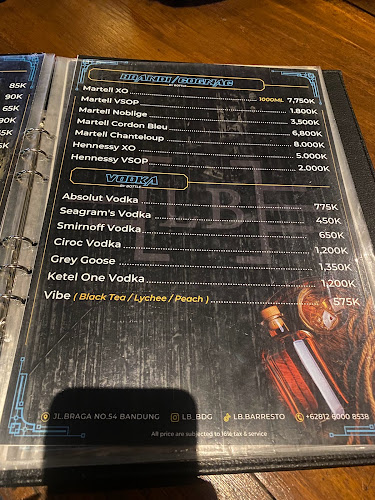 85K
90K
65K
90K
65K
65K
BRANDI/COGNAC
BY BOTTLE
Martell XO 1000ML 7,750K
Martell VSOP 1.800K
Martell Noblige 3,500K
Martell Cordon Bleu 6,800K
Martell Chanteloup 8.000K
Hennessy XO 5.000K
Hennessy VSOP 2.000K
VODKA
BY BOTTLE
Absolut Vodka 775K
Seagram's Vodka 450K
Smirnoff Vodka 650K
Ciroc Vodka 1,200K
Grey Goose 1,350K
Ketel One Vodka 1,200K
Vibe ( Black Tea / Lychee / Peach ) 575K
JL.BRAGA NO.54 BANDUNG LB_BDG LB.BARRESTO +62812 6000 8538
All price are subjected to 16% tax & service